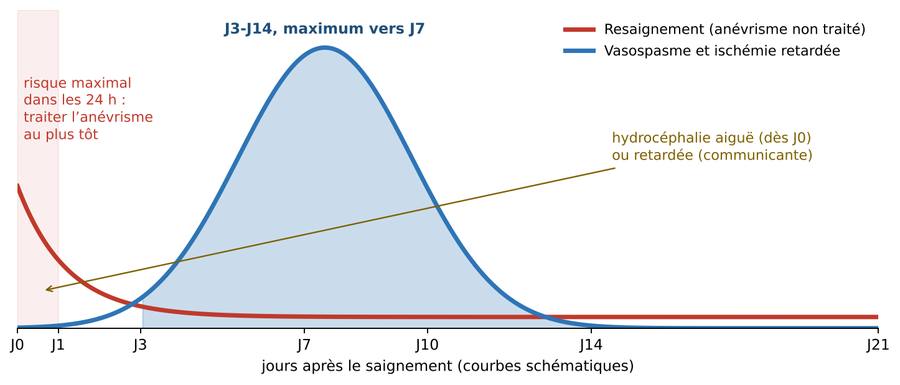 J3-J14, maximum vers J7
Resaignement (anévrisme non traité)
Vasospasme et ischémie retardée
risque maximal
dans les 24 h :
traiter l’anévrisme
au plus tôt
hydrocéphalie aiguë (dès J0)
ou retardée (communicante)
J0 J1 J3 J7 J10 J14 J21
jours après le saignement (courbes schématiques)